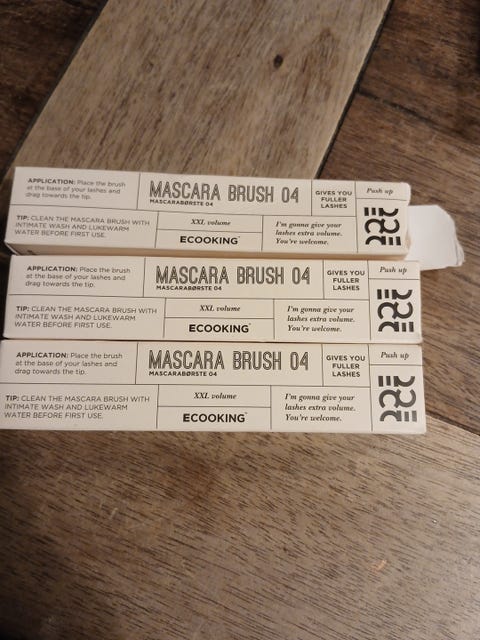 APPLICATION: Place the brush
at the base of your lashes and
drag towards the tip.
TIP: CLEAN THE MASCARA BRUSH WITH
INTIMATE WASH AND LUKEWARM
WATER BEFORE FIRST USE.
MASCARA BRUSH 04
MASCARABØRSTE 04
XXL volume
ECOOKING™
GIVES YOU
FULLER
LASHES
I'm gonna give your
lashes extra volume.
You're welcome.
Push up
APPLICATION: Place the brush
at the base of your lashes and
drag towards the tip.
TIP: CLEAN THE MASCARA BRUSH WITH
INTIMATE WASH AND LUKEWARM
WATER BEFORE FIRST USE.
MASCARA BRUSH 04
MASCARABØRSTE 04
XXL volume
ECOOKING™
GIVES YOU
FULLER
LASHES
I'm gonna give your
lashes extra volume.
You're welcome.
Push up
APPLICATION: Place the brush
at the base of your lashes and
drag towards the tip.
TIP: CLEAN THE MASCARA BRUSH WITH
INTIMATE WASH AND LUKEWARM
WATER BEFORE FIRST USE.
MASCARA BRUSH 04
MASCARABØRSTE 04
XXL volume
ECOOKING™
GIVES YOU
FULLER
LASHES
I'm gonna give your
lashes extra volume.
You're welcome.
Push up